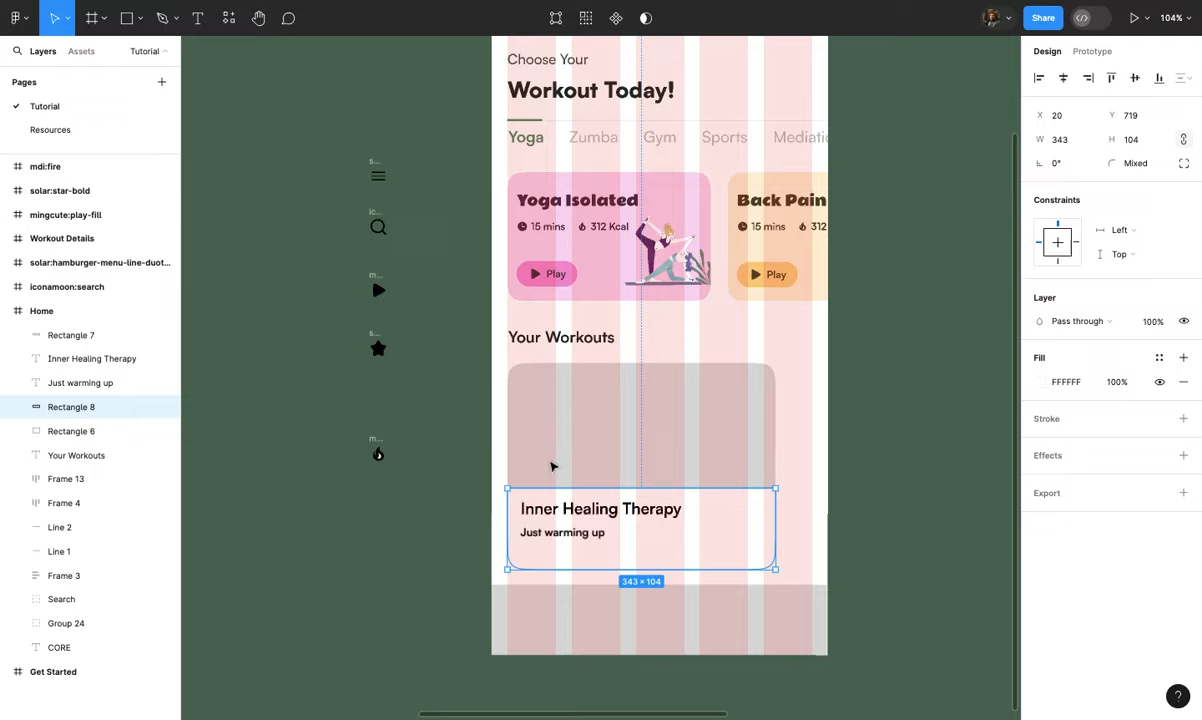 Share
104%
Layers
Assets
Tutorial
Design
Prototype
Pages
Tutorial
Resources
mdi:fire
solar:star-bold
mingcute:play-fill
Workout Details
solar:hamburger-menu-line-duot...
iconamoon:search
Home
Rectangle 7
Inner Healing Therapy
Just warming up
Rectangle 8
Rectangle 6
Your Workouts
Frame 13
Frame 4
Line 2
Line 1
Frame 3
Search
Group 24
CORE
Get Started
s...
ic...
m...
s...
m...
Choose Your
Workout Today!
Yoga Zumba Gym Sports Mediatic
Yoga Isolated
15 mins 312 Kcal
Play
Back Pain
15 mins 312
Play
Your Workouts
Inner Healing Therapy
Just warming up
343 × 104
X 20 Y 719
W 343 H 104
0° Mixed
Constraints
Left
Top
Layer
Pass through 100%
Fill
FFFFFF 100%
Stroke
Effects
Export
?